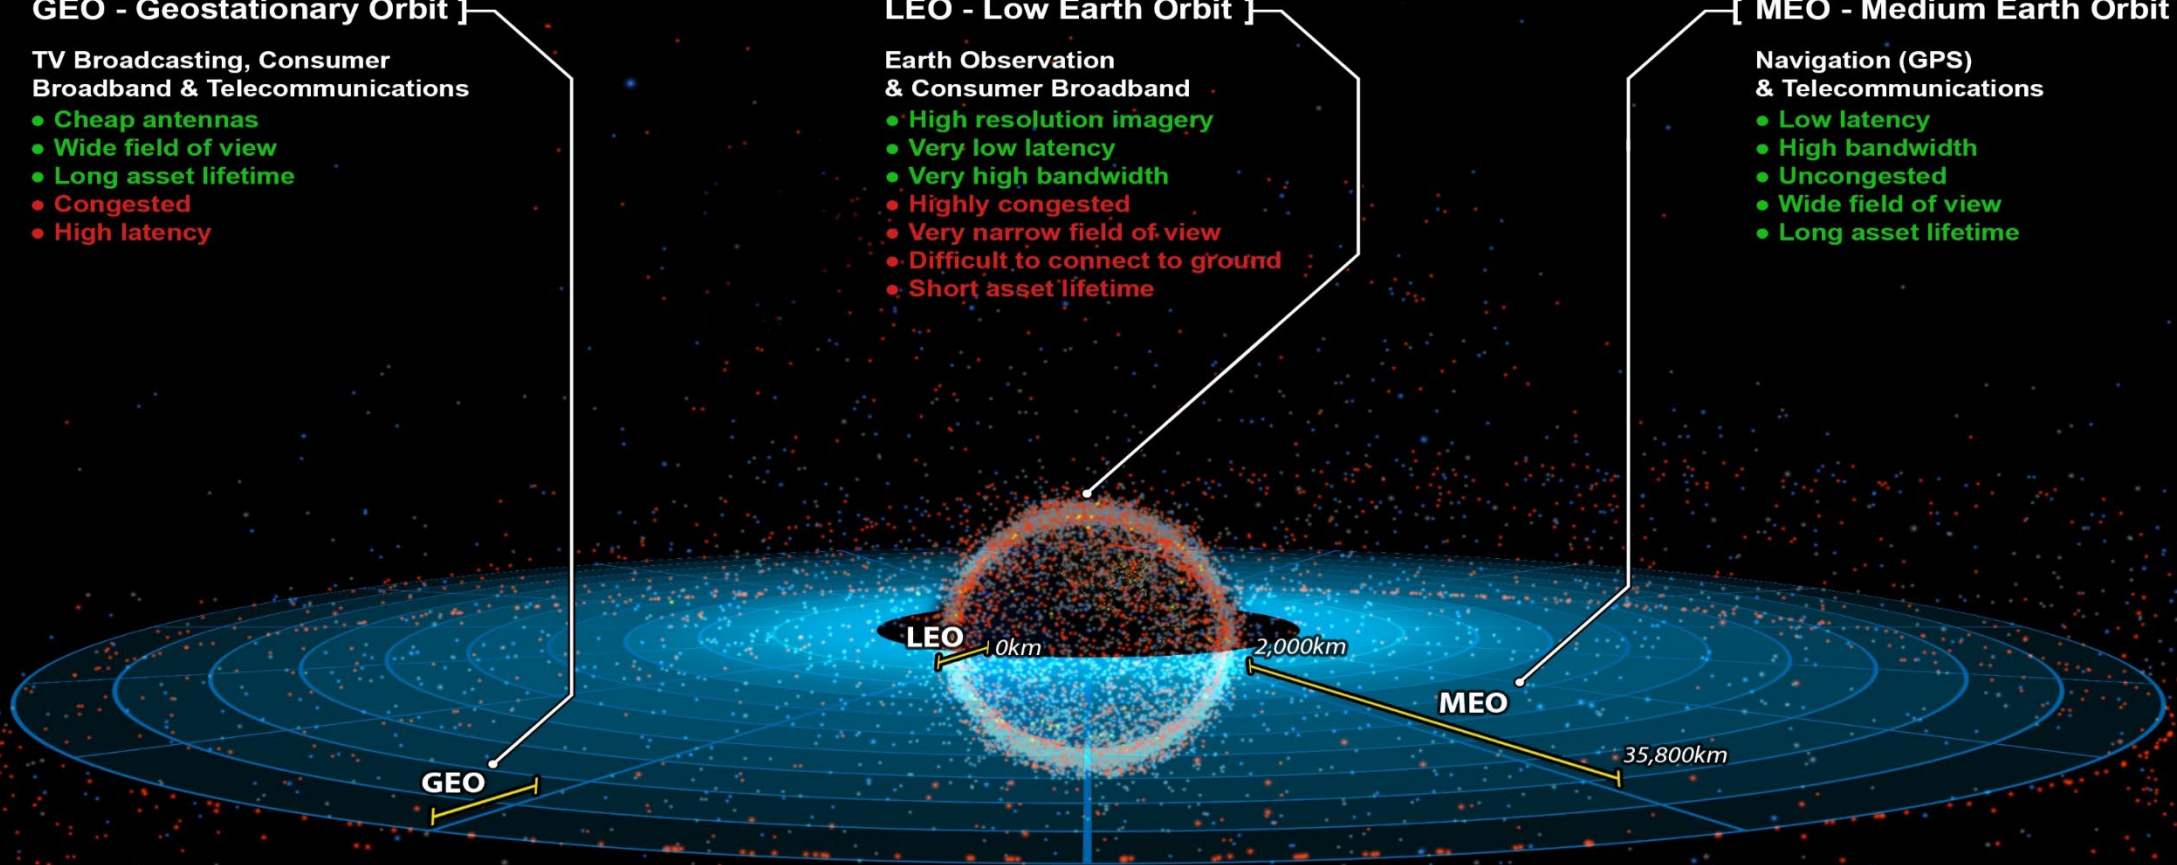 GEO - Geostationary Orbit ]
TV Broadcasting, Consumer
Broadband & Telecommunications
• Cheap antennas
• Wide field of view
• Long asset lifetime
• Congested
• High latency
LEO - Low Earth Orbit ]
Earth Observation
& Consumer Broadband
• High resolution imagery
• Very low latency
• Very high bandwidth
• Highly congested
• Very narrow field of view
• Difficult to connect to ground
• Short asset lifetime
[ MEO - Medium Earth Orbit
Navigation (GPS)
& Telecommunications
• Low latency
• High bandwidth
• Uncongested
• Wide field of view
• Long asset lifetime
LEO
0km
2,000km
MEO
35,800km
GEO